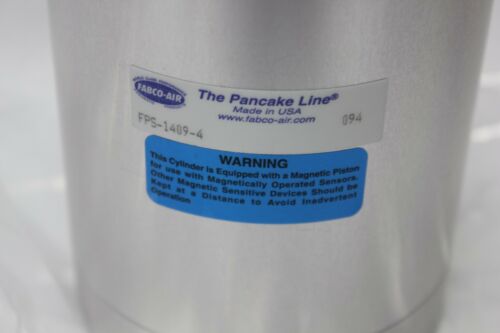 FABCO-AIR
The Pancake Line®
Made in USA
www.fabco-air.com
FPS-1409-4
094
WARNING
This Cylinder is Equipped with a Magnetic Piston
for use with Magnetically Operated Sensors.
Other Magnetic Sensitive Devices Should be
Kept at a Distance to Avoid Inadvertent
Operation